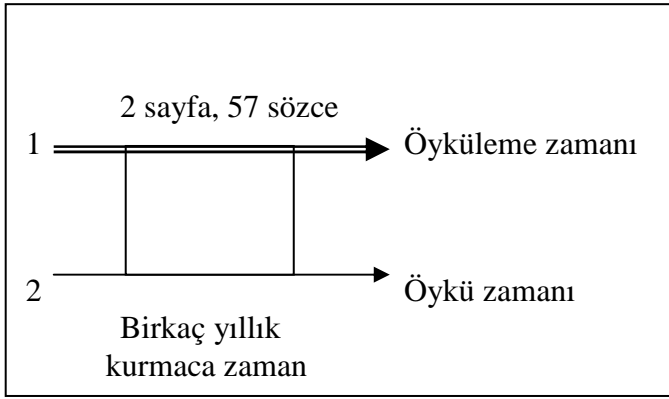 2 sayfa, 57 sözce
1 Öyküleme zamanı
2 Öykü zamanı
Birkaç yıllık
kurmaca zaman